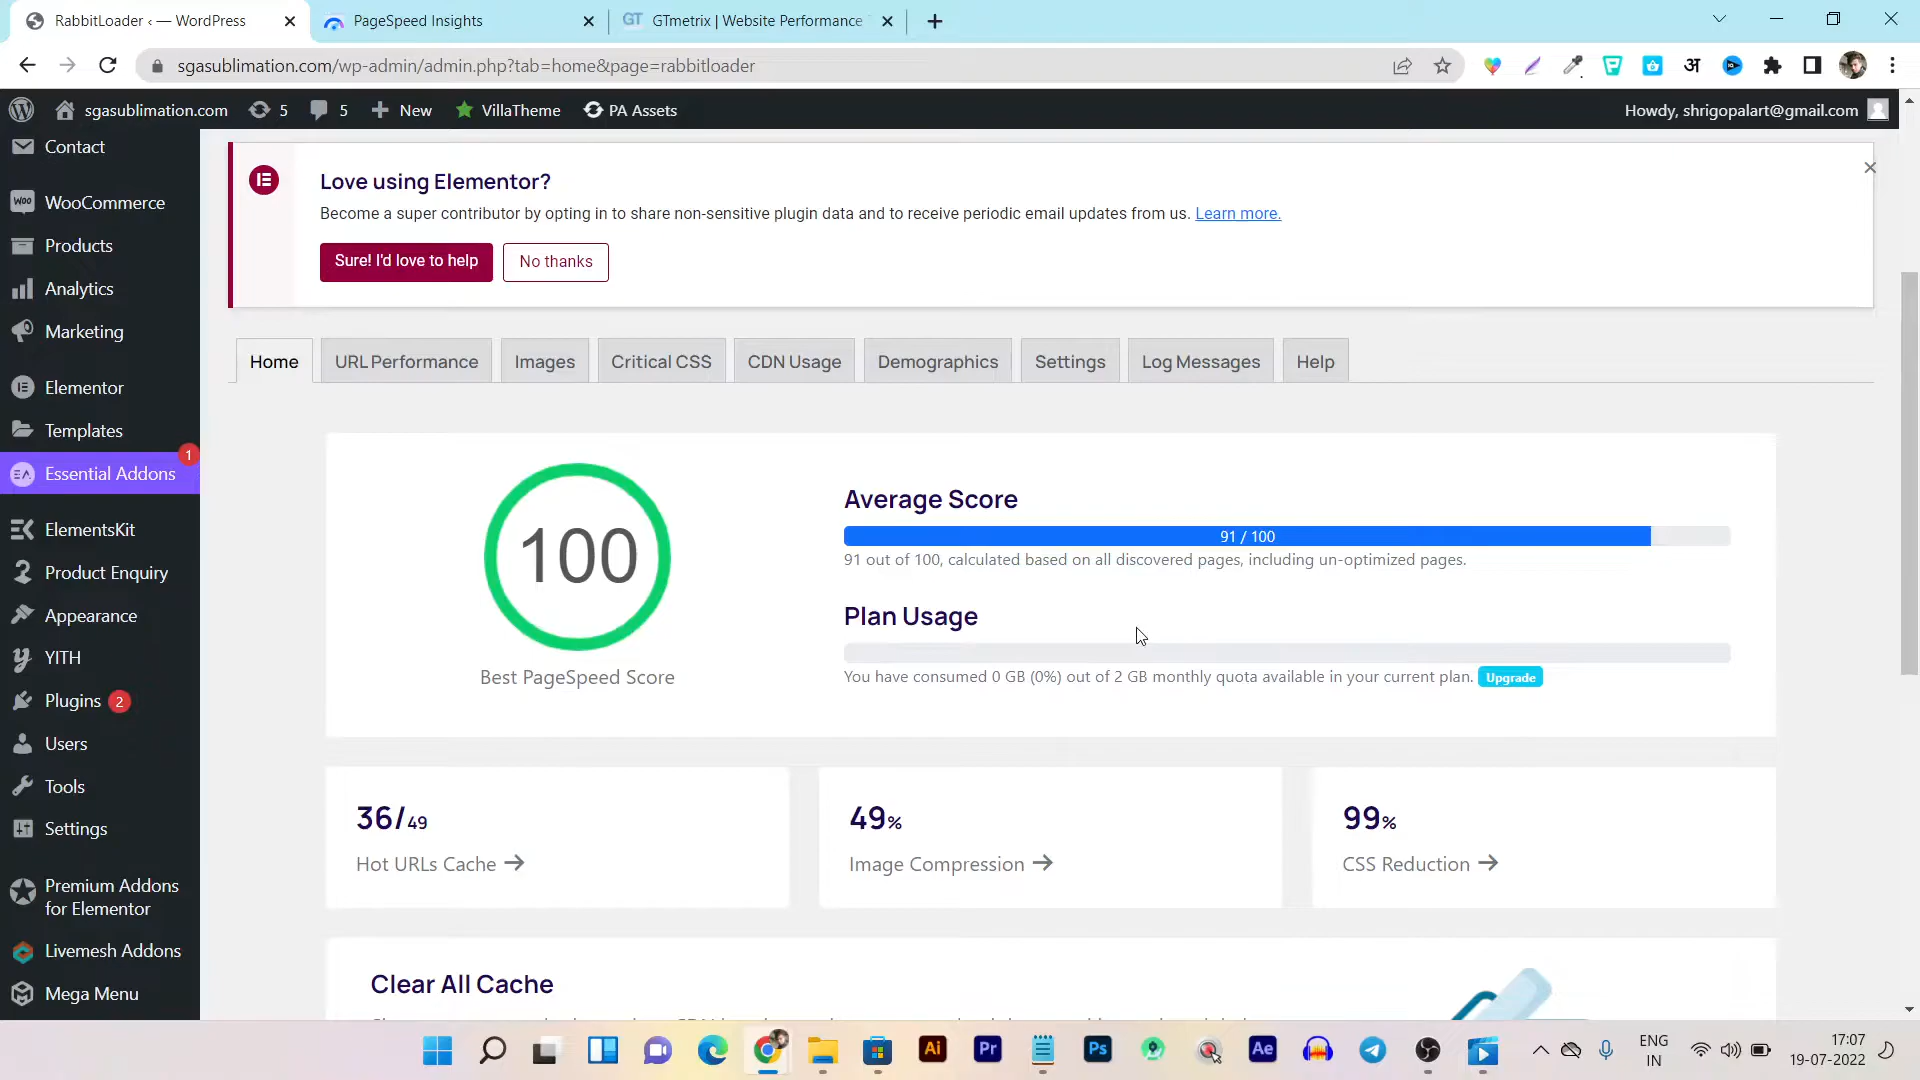 RabbitLoader ‹ — WordPress
PageSpeed Insights
GT GTmetrix | Website Performance
sgasublimation.com/wp-admin/admin.php?tab=home&page=rabbitloader
अ
sgasublimation.com 5 5 New VillaTheme PA Assets
Howdy, shrigopalart@gmail.com
Contact
WooCommerce
Products
Analytics
Marketing
Elementor
Templates
1
Essential Addons
ElementsKit
Product Enquiry
Appearance
YITH
Plugins 2
Users
Tools
Settings
Premium Addons
for Elementor
Livemesh Addons
Mega Menu
Love using Elementor?
Become a super contributor by opting in to share non-sensitive plugin data and to receive periodic email updates from us. Learn more.
Sure! I'd love to help
No thanks
Home URL Performance Images Critical CSS CDN Usage Demographics Settings Log Messages Help
100
Best PageSpeed Score
Average Score
91 / 100
91 out of 100, calculated based on all discovered pages, including un-optimized pages.
Plan Usage
You have consumed 0 GB (0%) out of 2 GB monthly quota available in your current plan. Upgrade
36/49
Hot URLs Cache
49%
Image Compression
99%
CSS Reduction
Clear All Cache
Ai Pr Ps Ae
ENG
IN
17:07
19-07-2022